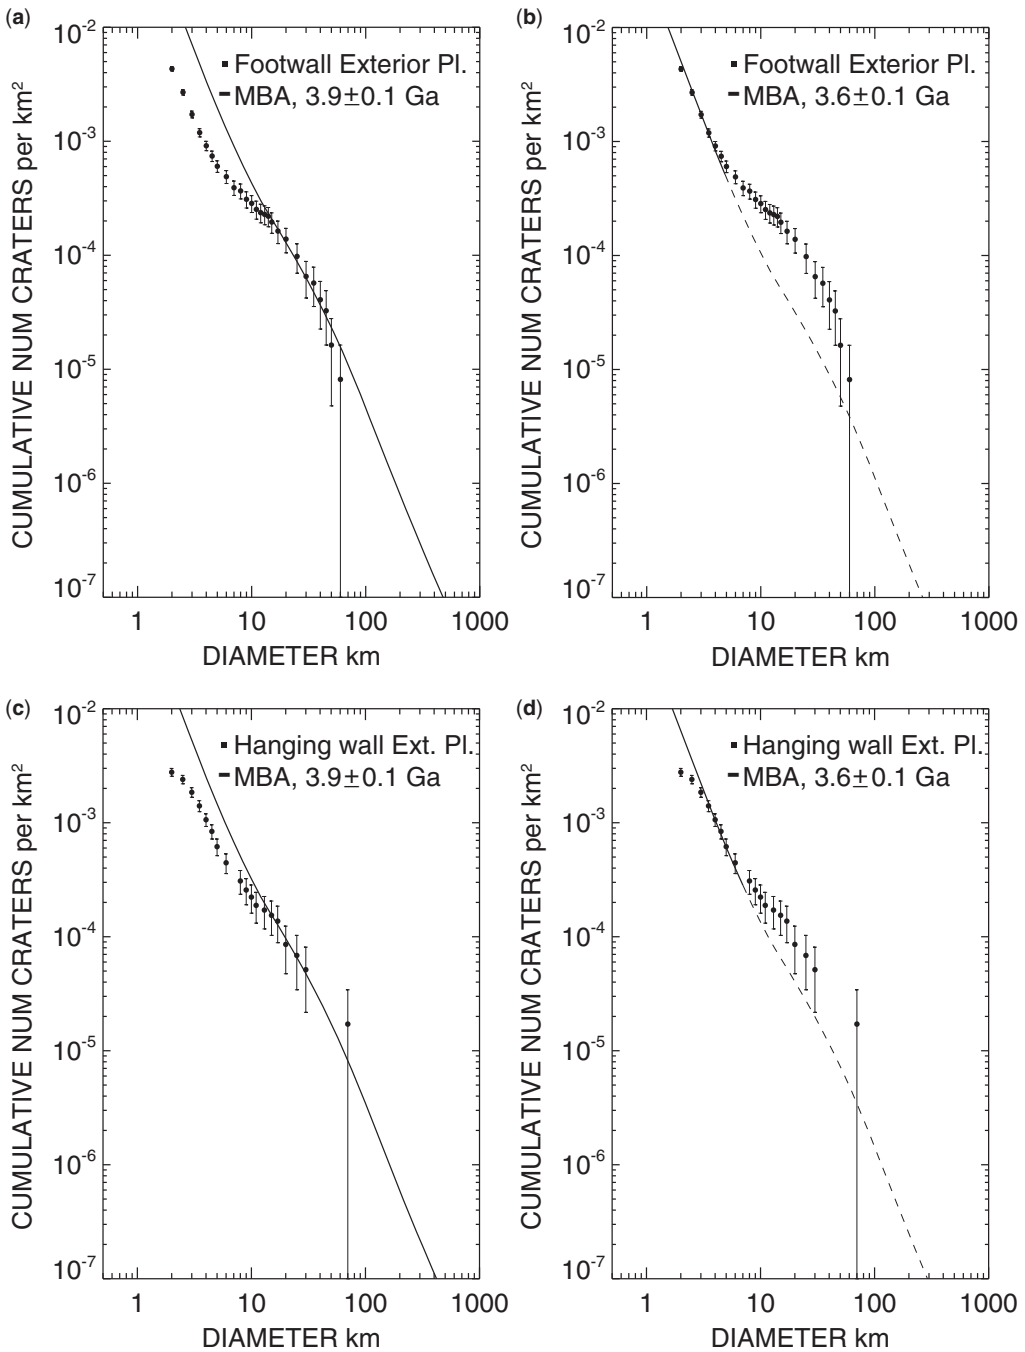 (a)
10-2
10-3
10-4
10-5
10-6
10-7
CUMULATIVE NUM CRATERS per km2
Footwall Exterior Pl.
MBA, 3.9±0.1 Ga
1 10 100 1000
DIAMETER km
(b)
10-2
10-3
10-4
10-5
10-6
10-7
CUMULATIVE NUM CRATERS per km2
Footwall Exterior Pl.
MBA, 3.6±0.1 Ga
1 10 100 1000
DIAMETER km
(c)
10-2
10-3
10-4
10-5
10-6
10-7
CUMULATIVE NUM CRATERS per km2
Hanging wall Ext. Pl.
MBA, 3.9±0.1 Ga
1 10 100 1000
DIAMETER km
(d)
10-2
10-3
10-4
10-5
10-6
10-7
CUMULATIVE NUM CRATERS per km2
Hanging wall Ext. Pl.
MBA, 3.6±0.1 Ga
1 10 100 1000
DIAMETER km